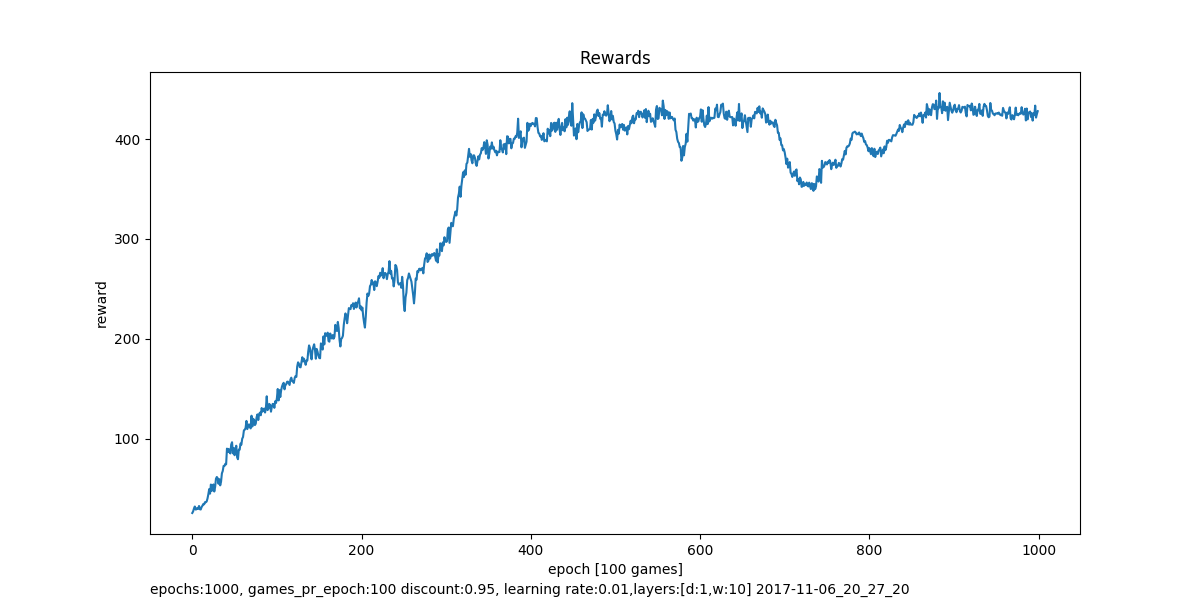 Rewards
400
300
200
100
reward
0 200 400 600 800 1000
epoch [100 games]
epochs:1000, games_pr_epoch:100 discount:0.95, learning rate:0.01,layers:[d:1,w:10] 2017-11-06_20_27_20